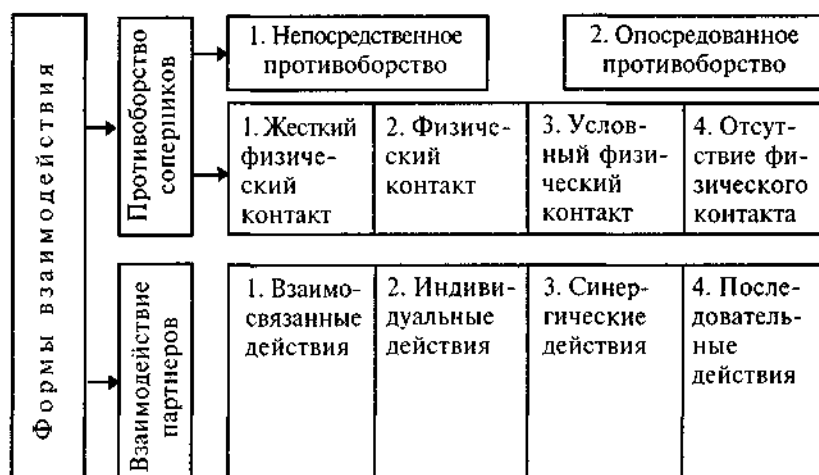 Формы взаимодействия
Противоборство
соперников
1. Непосредственное
противоборство
2. Опосредованное
противоборство
1. Жесткий
физиче-
ский
контакт
2. Физиче-
ский
контакт
3. Услов-
ный физи-
ческий
контакт
4. Отсут-
ствие фи-
зического
контакта
Взаимодействие
партнеров
1. Взаимо-
связанные
действия
2. Индиви-
дуальные
действия
3. Синер-
гические
действия
4. После-
дователь-
ные
действия